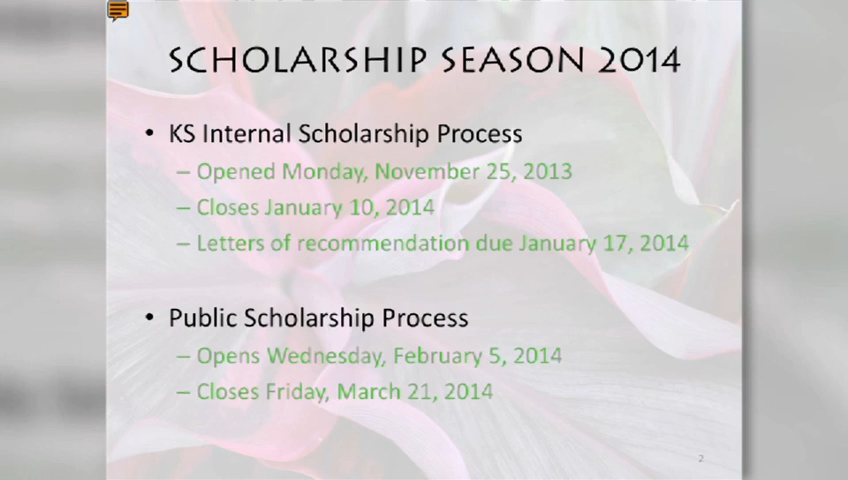 SCHOLARSHIP SEASON 2014
• KS Internal Scholarship Process
– Opened Monday, November 25, 2013
– Closes January 10, 2014
– Letters of recommendation due January 17, 2014
• Public Scholarship Process
– Opens Wednesday, February 5, 2014
– Closes Friday, March 21, 2014
2